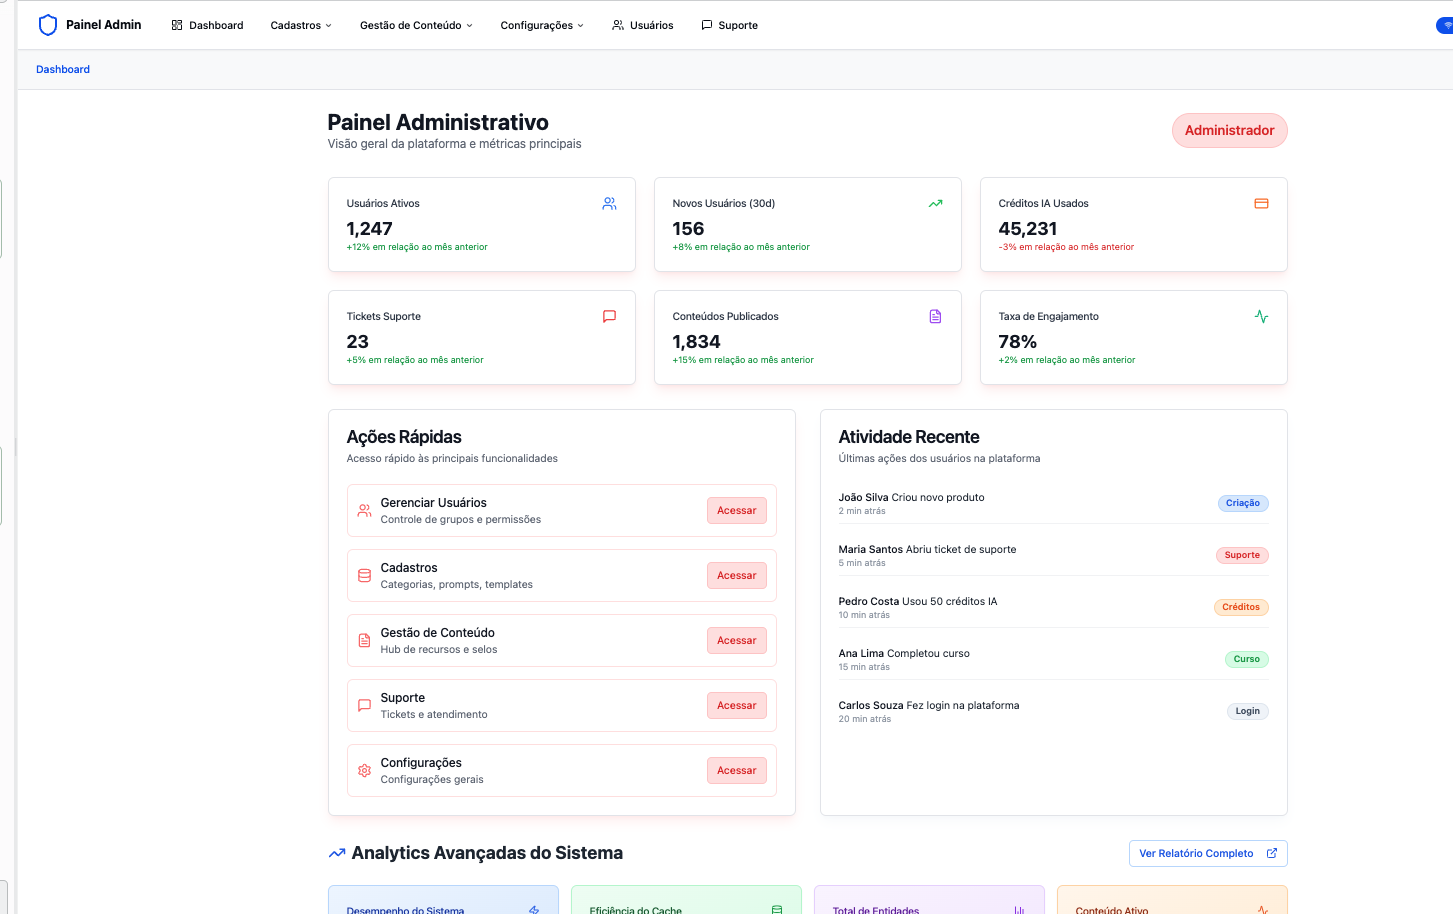 Painel Admin
Dashboard
Cadastros
Gestão de Conteúdo
Configurações
Usuários
Suporte
Dashboard
Painel Administrativo
Visão geral da plataforma e métricas principais
Administrador
Usuários Ativos
1,247
+12% em relação ao mês anterior
Novos Usuários (30d)
156
+8% em relação ao mês anterior
Créditos IA Usados
45,231
-3% em relação ao mês anterior
Tickets Suporte
23
+5% em relação ao mês anterior
Conteúdos Publicados
1,834
+15% em relação ao mês anterior
Taxa de Engajamento
78%
+2% em relação ao mês anterior
Ações Rápidas
Acesso rápido às principais funcionalidades
Gerenciar Usuários
Controle de grupos e permissões
Acessar
Cadastros
Categorias, prompts, templates
Acessar
Gestão de Conteúdo
Hub de recursos e selos
Acessar
Suporte
Tickets e atendimento
Acessar
Configurações
Configurações gerais
Acessar
Atividade Recente
Últimas ações dos usuários na plataforma
João Silva Criou novo produto
2 min atrás
Criação
Maria Santos Abriu ticket de suporte
5 min atrás
Suporte
Pedro Costa Usou 50 créditos IA
10 min atrás
Créditos
Ana Lima Completou curso
15 min atrás
Curso
Carlos Souza Fez login na plataforma
20 min atrás
Login
Analytics Avançadas do Sistema
Ver Relatório Completo
Desempenho do Sistema
Eficiência do Cache
Total de Entidades
Conteúdo Ativo